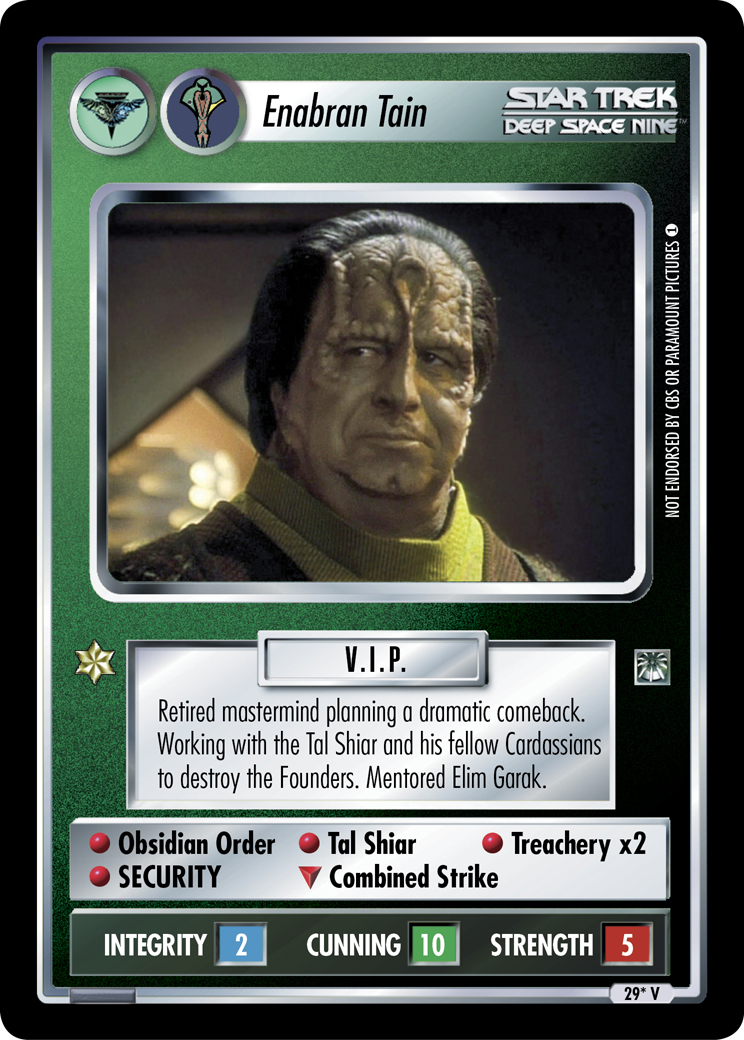 Enabran Tain
STAR TREK
DEEP SPACE NINE™
NOT ENDORSED BY CBS OR PARAMOUNT PICTURES 1
V.I.P.
Retired mastermind planning a dramatic comeback.
Working with the Tal Shiar and his fellow Cardassians
to destroy the Founders. Mentored Elim Garak.
Obsidian Order Tal Shiar Treachery x2
SECURITY Combined Strike
INTEGRITY 2 CUNNING 10 STRENGTH 5
29* V